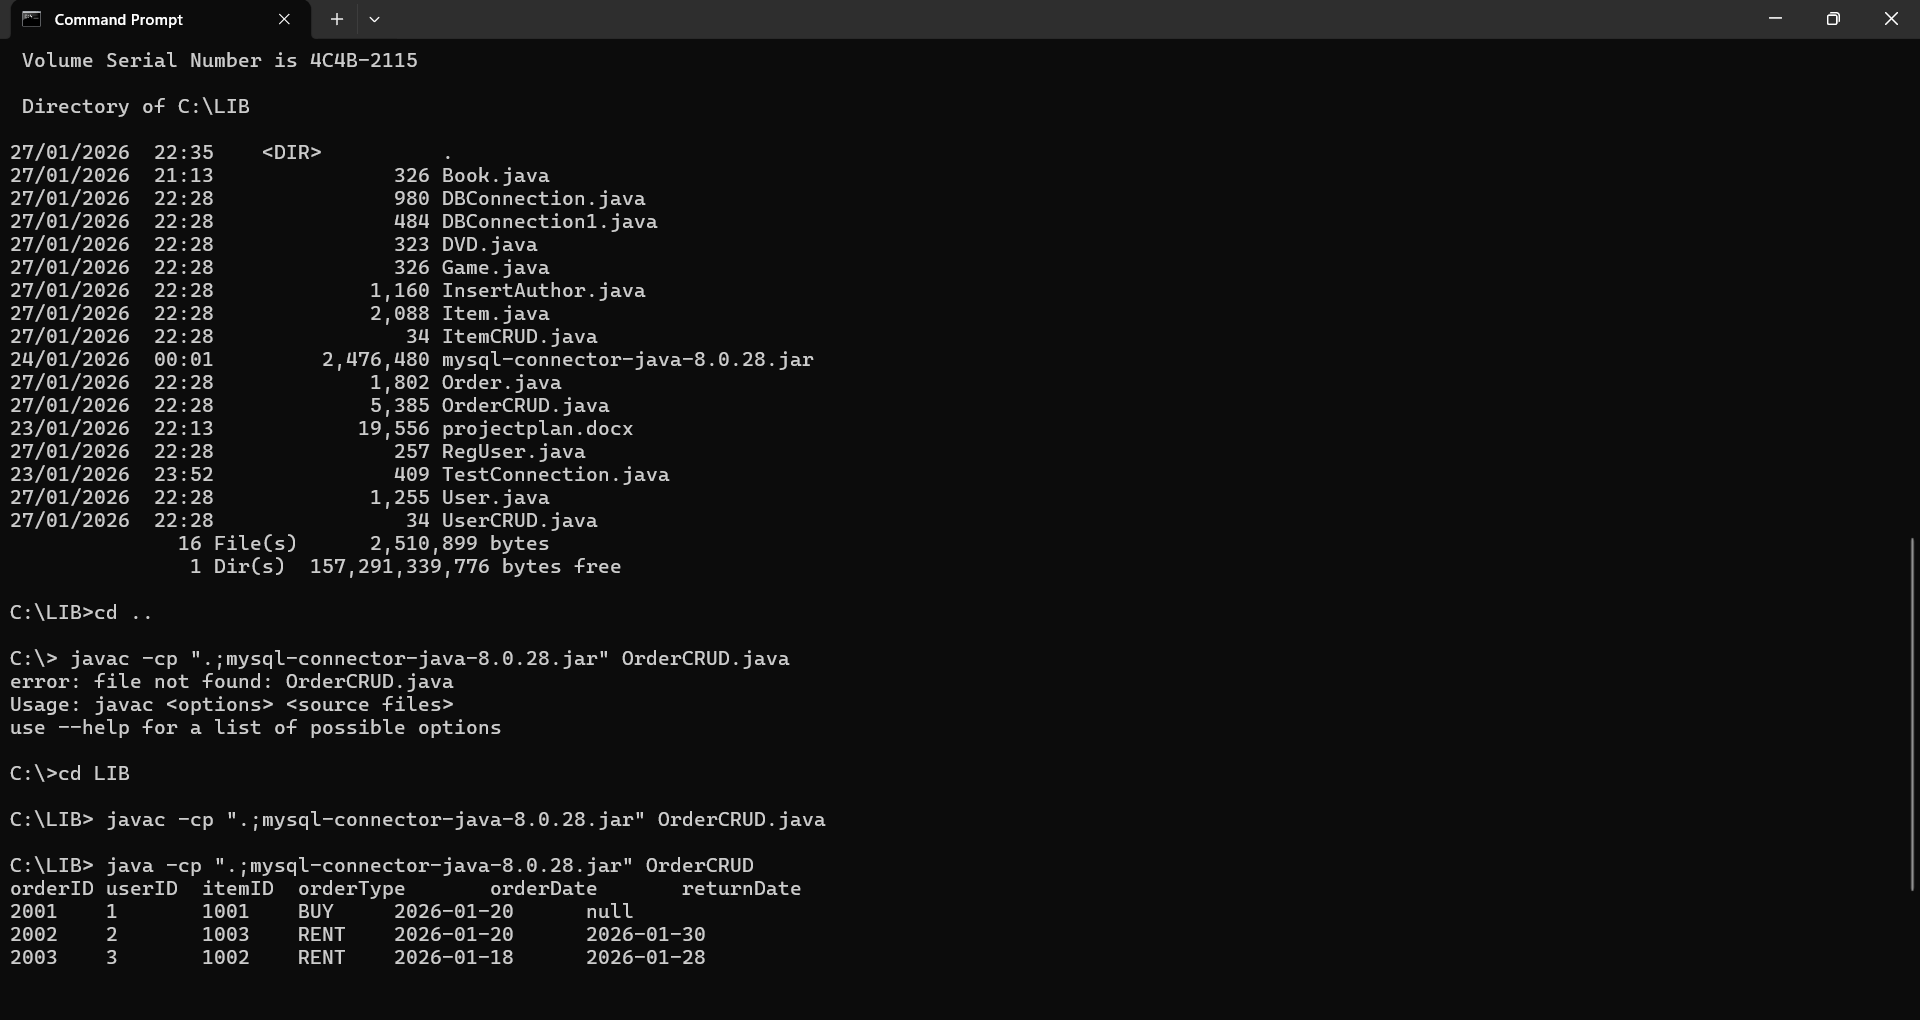 Command Prompt
Volume Serial Number is 4C4B-2115
Directory of C:\LIB
27/01/2026  22:35    <DIR>          .
27/01/2026  21:13               326 Book.java
27/01/2026  22:28               980 DBConnection.java
27/01/2026  22:28               484 DBConnection1.java
27/01/2026  22:28               323 DVD.java
27/01/2026  22:28               326 Game.java
27/01/2026  22:28             1,160 InsertAuthor.java
27/01/2026  22:28             2,088 Item.java
27/01/2026  22:28                34 ItemCRUD.java
24/01/2026  00:01         2,476,480 mysql-connector-java-8.0.28.jar
27/01/2026  22:28             1,802 Order.java
27/01/2026  22:28             5,385 OrderCRUD.java
23/01/2026  22:13            19,556 projectplan.docx
27/01/2026  22:28               257 RegUser.java
23/01/2026  23:52               409 TestConnection.java
27/01/2026  22:28             1,255 User.java
27/01/2026  22:28                34 UserCRUD.java
              16 File(s)      2,510,899 bytes
               1 Dir(s)  157,291,339,776 bytes free
C:\LIB>cd ..
C:\> javac -cp ".;mysql-connector-java-8.0.28.jar" OrderCRUD.java
error: file not found: OrderCRUD.java
Usage: javac <options> <source files>
use --help for a list of possible options
C:\>cd LIB
C:\LIB> javac -cp ".;mysql-connector-java-8.0.28.jar" OrderCRUD.java
C:\LIB> java -cp ".;mysql-connector-java-8.0.28.jar" OrderCRUD
orderID userID  itemID  orderType       orderDate       returnDate
2001    1       1001    BUY     2026-01-20      null
2002    2       1003    RENT    2026-01-20      2026-01-30
2003    3       1002    RENT    2026-01-18      2026-01-28